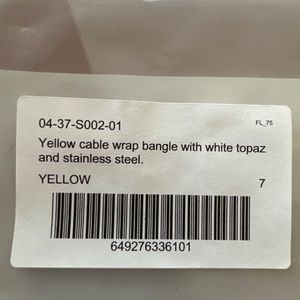 04-37-S002-01
FL_75
Yellow cable wrap bangle with white topaz
and stainless steel.
YELLOW 7
649276336101